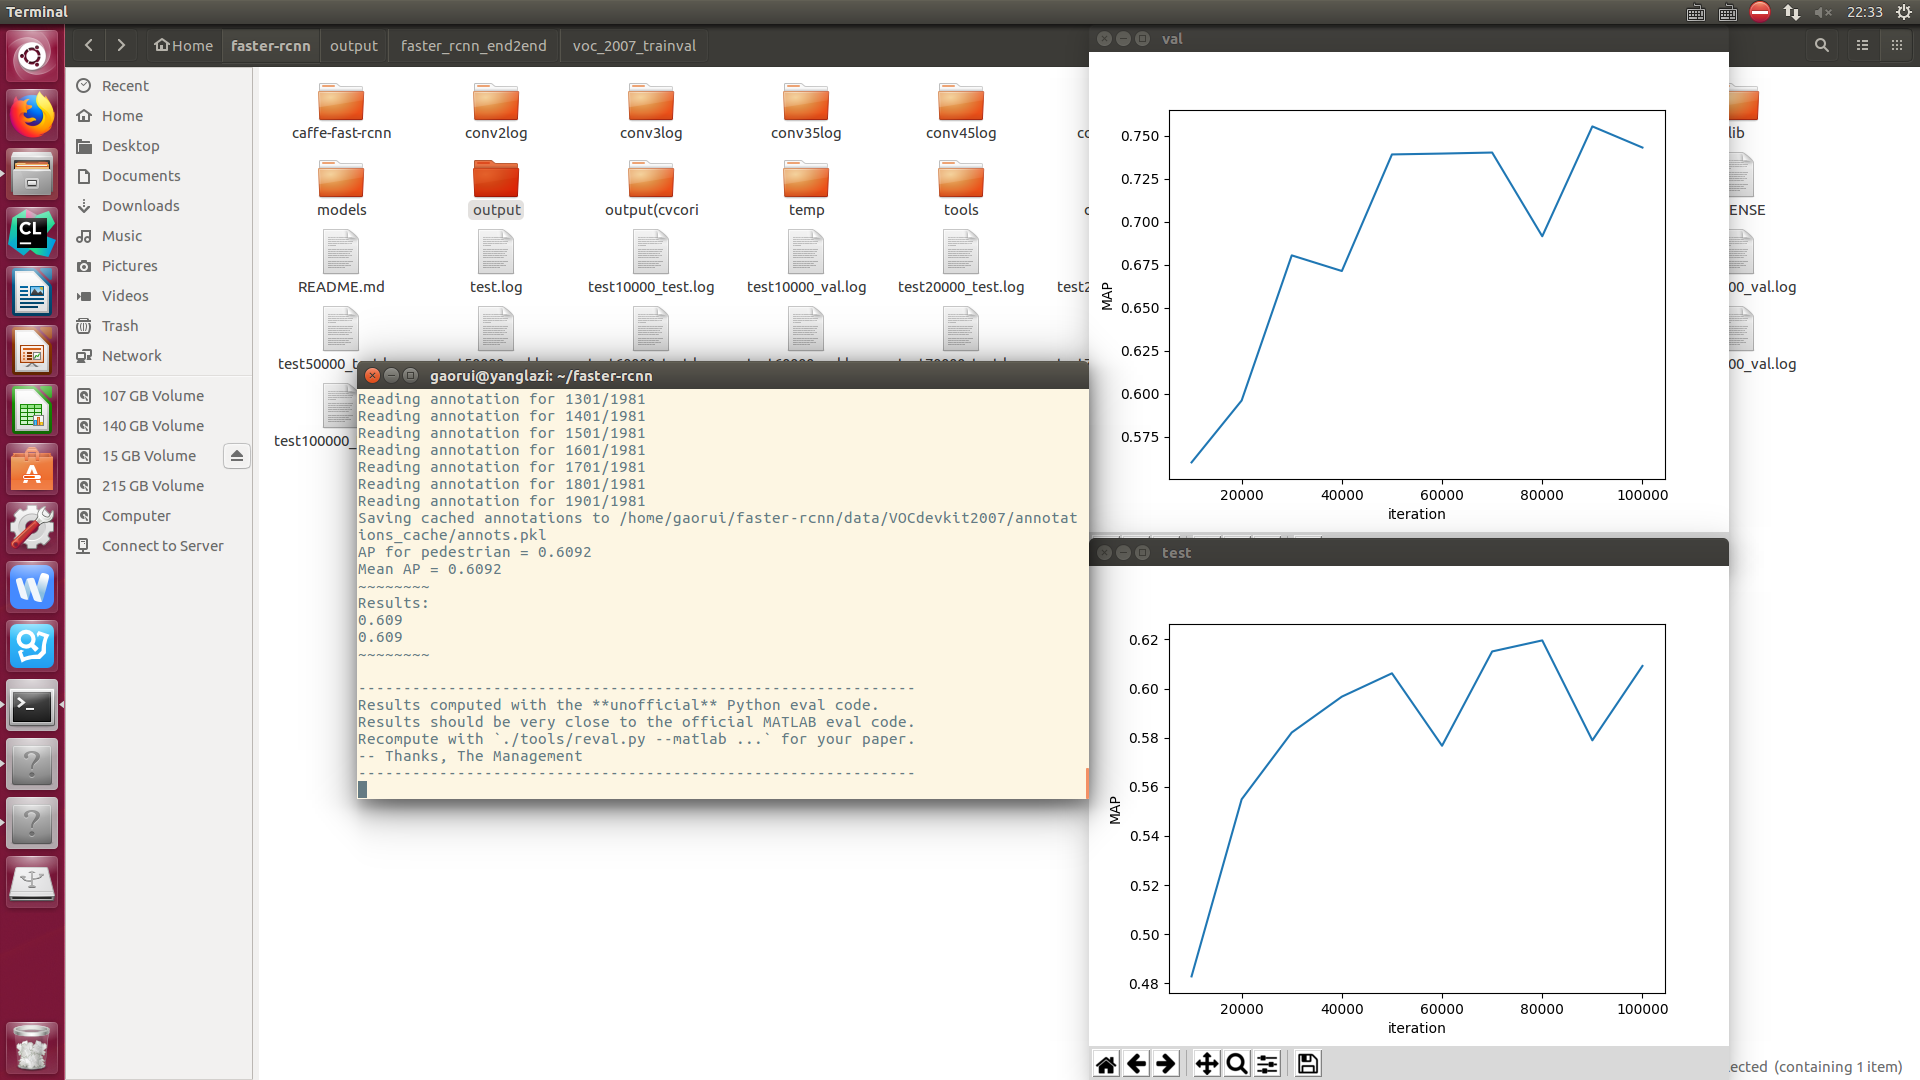 Terminal
22:33
Home
faster-rcnn
output
faster_rcnn_end2end
voc_2007_trainval
Recent
Home
Desktop
Documents
Downloads
Music
Pictures
Videos
Trash
Network
107 GB Volume
140 GB Volume
15 GB Volume
215 GB Volume
Computer
Connect to Server
caffe-fast-rcnn
conv2log
conv3log
conv35log
conv45log
lib
models
output
output(cvcori
temp
tools
ENSE
README.md
test.log
test10000_test.log
test10000_val.log
test20000_test.log
test2
00_val.log
test50000_t
00_val.log
test100000_
gaorui@yanglazi: ~/faster-rcnn
Reading annotation for 1301/1981
Reading annotation for 1401/1981
Reading annotation for 1501/1981
Reading annotation for 1601/1981
Reading annotation for 1701/1981
Reading annotation for 1801/1981
Reading annotation for 1901/1981
Saving cached annotations to /home/gaorui/faster-rcnn/data/VOCdevkit2007/annotat
ions_cache/annots.pkl
AP for pedestrian = 0.6092
Mean AP = 0.6092
~~~~~~~~
Results:
0.609
0.609
~~~~~~~~
--------------------------------------------------------------
Results computed with the **unofficial** Python eval code.
Results should be very close to the official MATLAB eval code.
Recompute with `./tools/reval.py --matlab ...` for your paper.
-- Thanks, The Management
--------------------------------------------------------------
val
0.750
0.725
0.700
0.675
0.650
0.625
0.600
0.575
MAP
20000 40000 60000 80000 100000
iteration
test
0.62
0.60
0.58
0.56
0.54
0.52
0.50
0.48
MAP
20000 40000 60000 80000 100000
iteration
ected (containing 1 item)